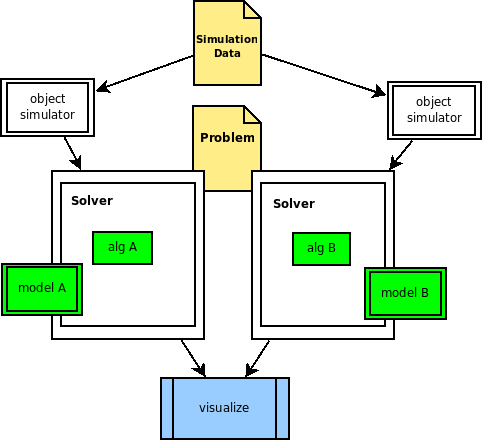 Simulation
Data
object
simulator
object
simulator
Problem
Solver
Solver
alg A
alg B
model A
model B
visualize